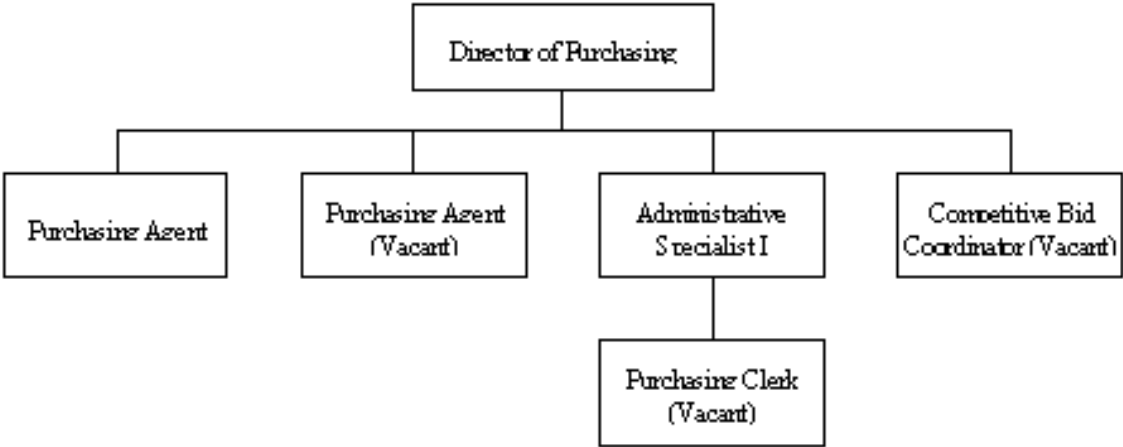 Director of Purchasing
Purchasing Agent
Purchasing Agent
(Vacant)
Administrative
Specialist I
Competitive Bid
Coordinator (Vacant)
Purchasing Clerk
(Vacant)